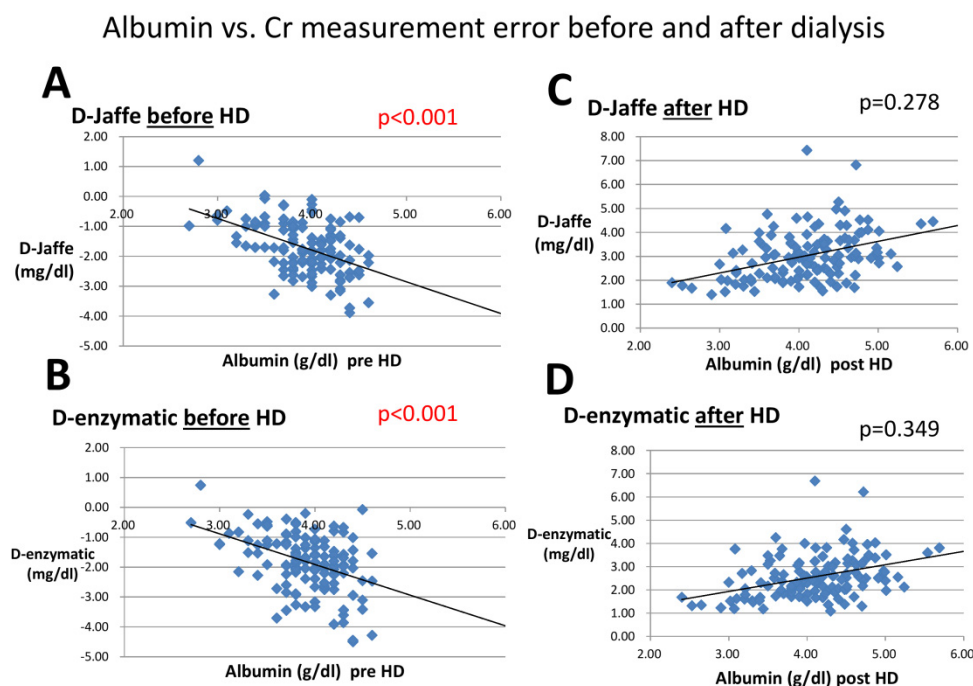 Albumin vs. Cr measurement error before and after dialysis
A
D-Jaffe before HD
p<0.001
2.00
1.00
0.00
-1.00
-2.00
-3.00
-4.00
-5.00
2.00 3.00 4.00 5.00 6.00
D-Jaffe
(mg/dl)
Albumin (g/dl) pre HD
B
D-enzymatic before HD
p<0.001
2.00
1.00
0.00
-1.00
-2.00
-3.00
-4.00
-5.00
2.00 3.00 4.00 5.00 6.00
D-enzymatic
(mg/dl)
Albumin (g/dl) pre HD
C
D-Jaffe after HD
p=0.278
8.00
7.00
6.00
5.00
4.00
3.00
2.00
1.00
0.00
D-Jaffe
(mg/dl)
2.00 3.00 4.00 5.00 6.00
Albumin (g/dl) post HD
D
D-enzymatic after HD
p=0.349
8.00
7.00
6.00
5.00
4.00
3.00
2.00
1.00
0.00
D-enzymatic
(mg/dl)
2.00 3.00 4.00 5.00 6.00
Albumin (g/dl) post HD